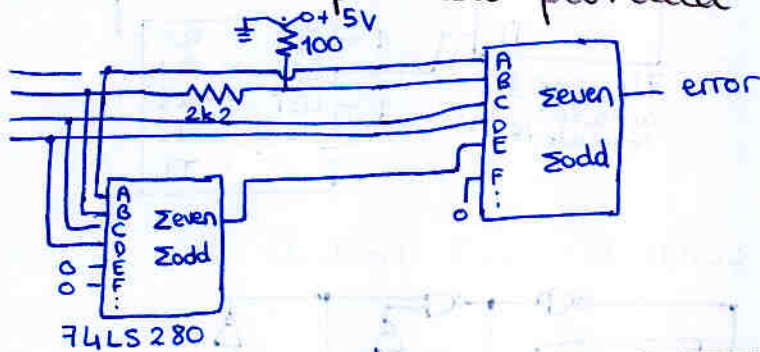 + 5V
100
2k2
A
B
C
D
E
F
:
Σeven
Σodd
error
A
B
C
D
E
F
:
Σeven
Σodd
0
0
0
74LS280